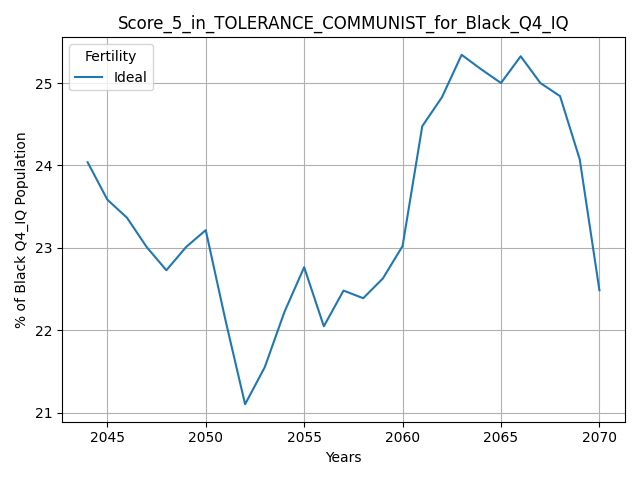 Score_5_in_TOLERANCE_COMMUNIST_for_Black_Q4_IQ
Fertility
Ideal
% of Black Q4_IQ Population
25
24
23
22
21
2045 2050 2055 2060 2065 2070
Years